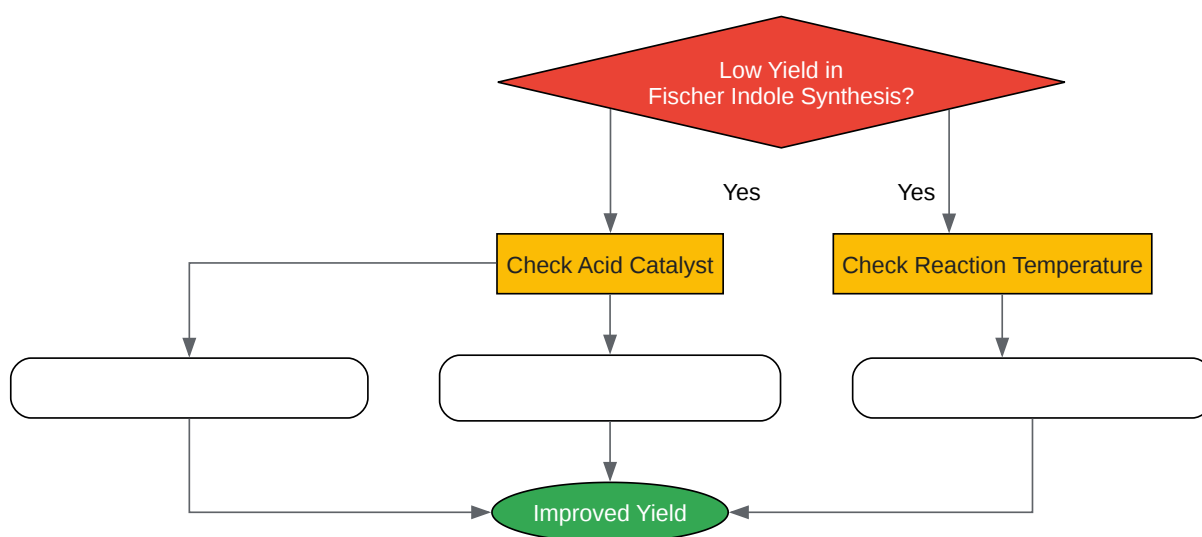 Low Yield in
Fischer Indole Synthesis?
Yes
Yes
Check Acid Catalyst
Check Reaction Temperature
Improved Yield